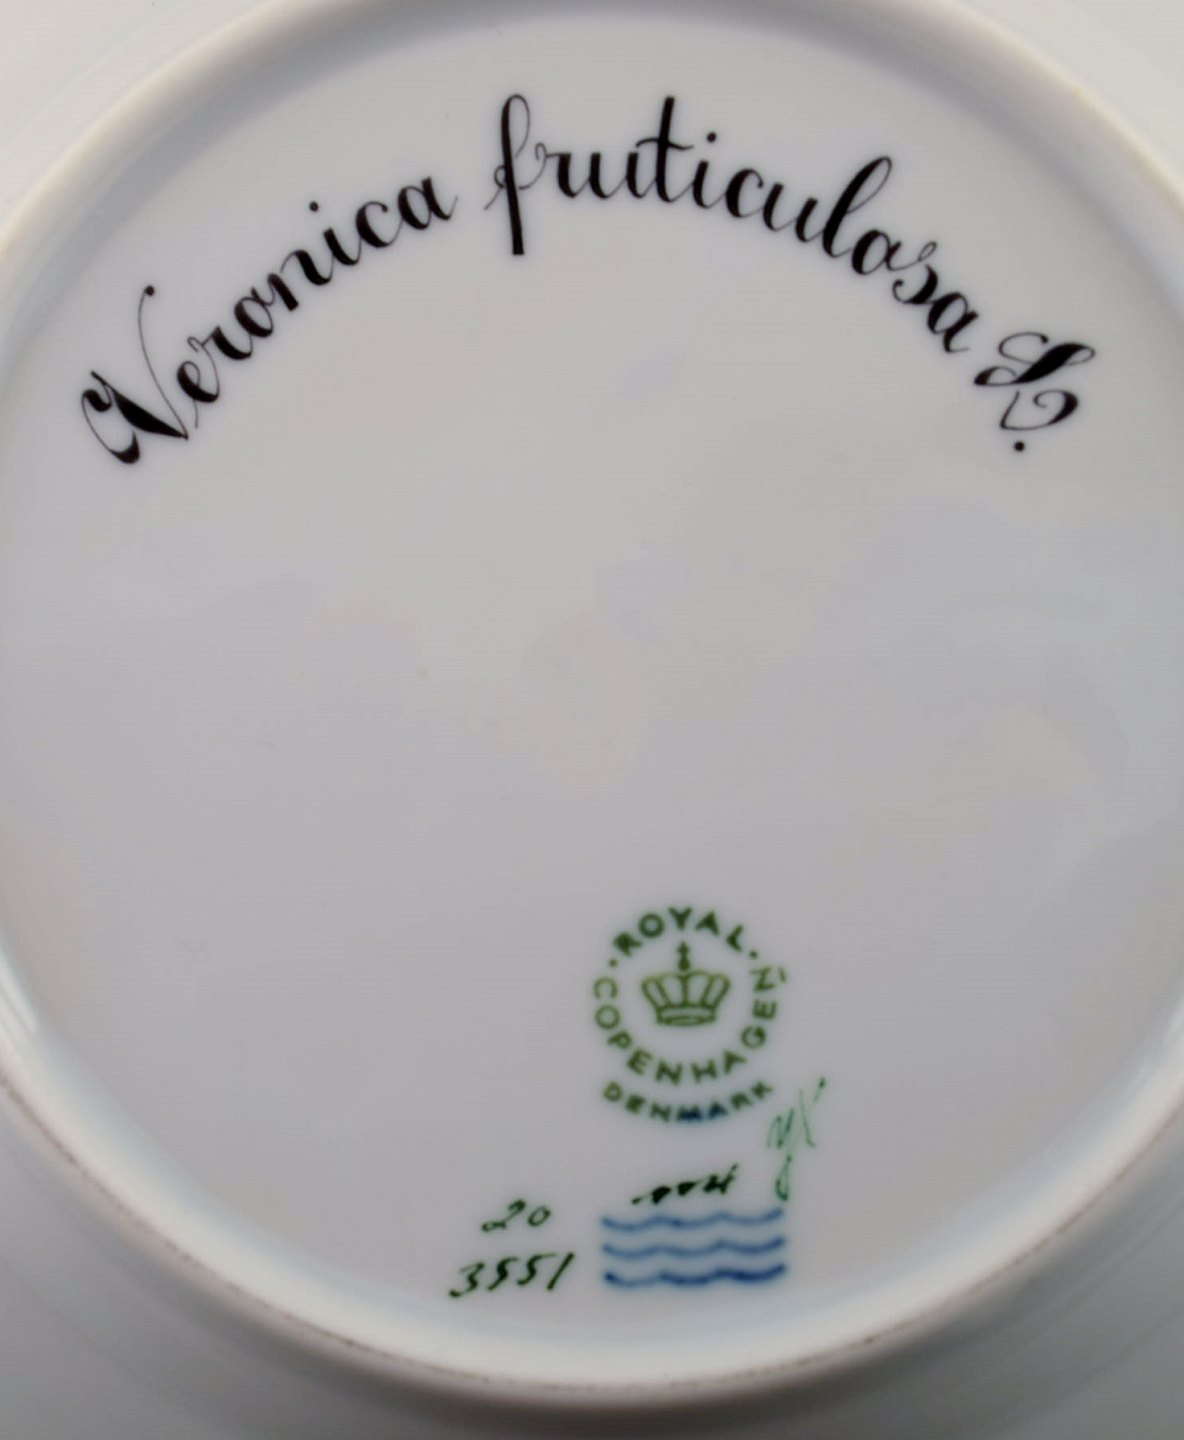 Veronica fruticulosa L.
ROYAL
COPENHAGEN
DENMARK
20
3551